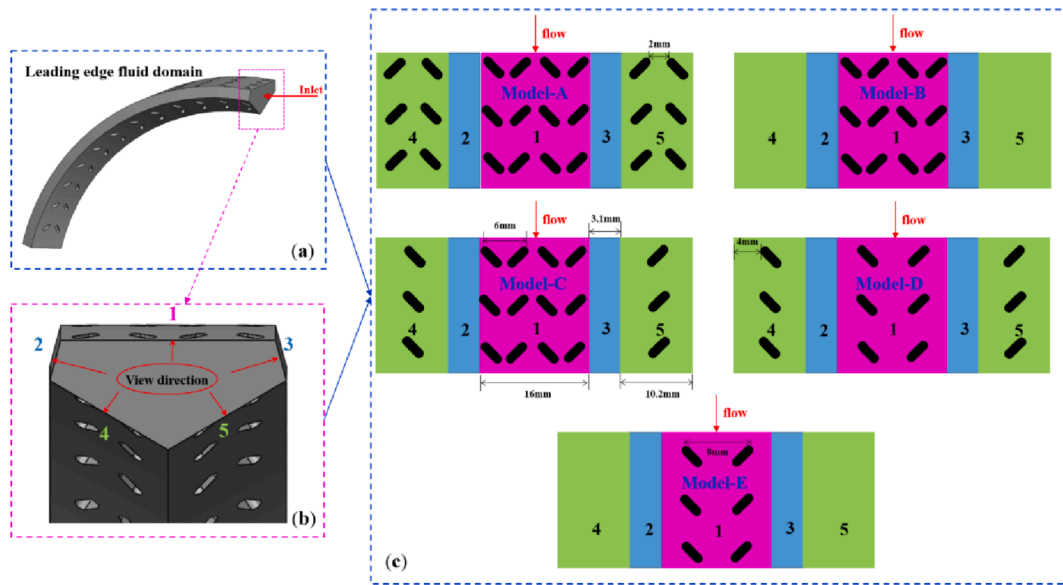 Leading edge fluid domain
Inlet
(a)
1
2
3
View direction
4
5
(b)
flow
2mm
Model-A
4
2
1
3
5
flow
Model-B
4
2
1
3
5
flow
6mm
3.1mm
Model-C
4
2
1
3
5
16mm
10.2mm
flow
4mm
Model-D
4
2
1
3
5
flow
8mm
Model-E
4
2
1
3
5
(c)